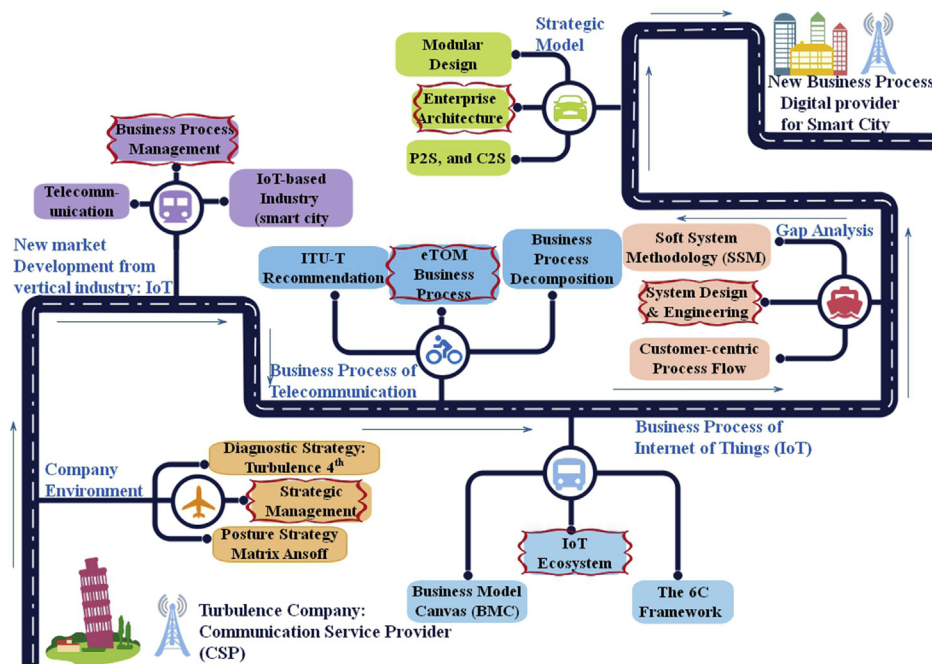 Strategic
Model
Modular
Design
Enterprise
Architecture
P2S, and C2S
New Business Process
Digital provider
for Smart City
Business Process
Management
Telecomm-
unication
IoT-based
Industry
(smart city
New market
Development from
vertical industry: IoT
ITU-T
Recommendation
eTOM
Business
Process
Business
Process
Decomposition
Business Process of
Telecommunication
Gap Analysis
Soft System
Methodology (SSM)
System Design
& Engineering
Customer-centric
Process Flow
Business Process of
Internet of Things (IoT)
Company
Environment
Diagnostic Strategy:
Turbulence 4th
Strategic
Management
Posture Strategy
Matrix Ansoff
IoT
Ecosystem
Business Model
Canvas (BMC)
The 6C
Framework
Turbulence Company:
Communication Service Provider
(CSP)